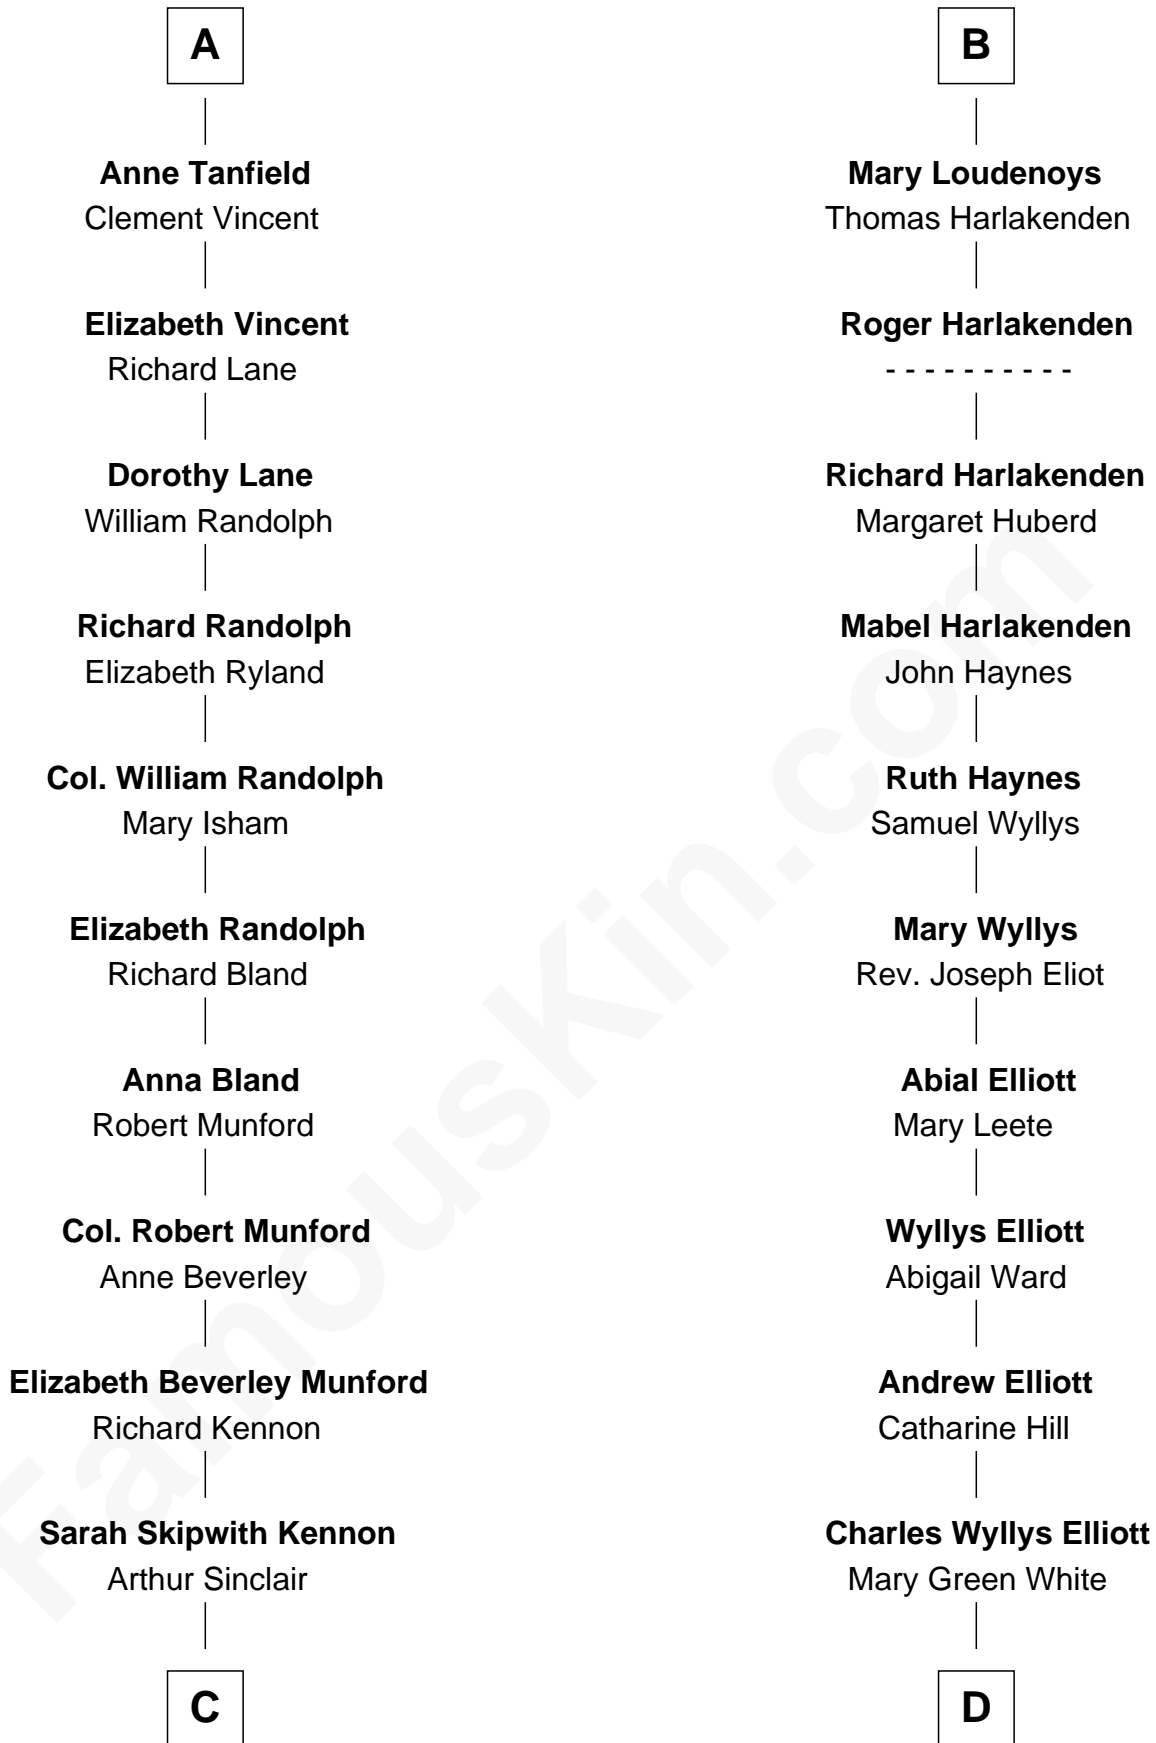 A
Anne Tanfield
Clement Vincent
Elizabeth Vincent
Richard Lane
Dorothy Lane
William Randolph
Richard Randolph
Elizabeth Ryland
Col. William Randolph
Mary Isham
Elizabeth Randolph
Richard Bland
Anna Bland
Robert Munford
Col. Robert Munford
Anne Beverley
Elizabeth Beverley Munford
Richard Kennon
Sarah Skipwith Kennon
Arthur Sinclair
C
B
Mary Loudenoys
Thomas Harlakenden
Roger Harlakenden
- - - - - - - - - -
Richard Harlakenden
Margaret Huberd
Mabel Harlakenden
John Haynes
Ruth Haynes
Samuel Wyllys
Mary Wyllys
Rev. Joseph Eliot
Abial Elliott
Mary Leete
Wyllys Elliott
Abigail Ward
Andrew Elliott
Catharine Hill
Charles Wyllys Elliott
Mary Green White
D
FamousKin.com